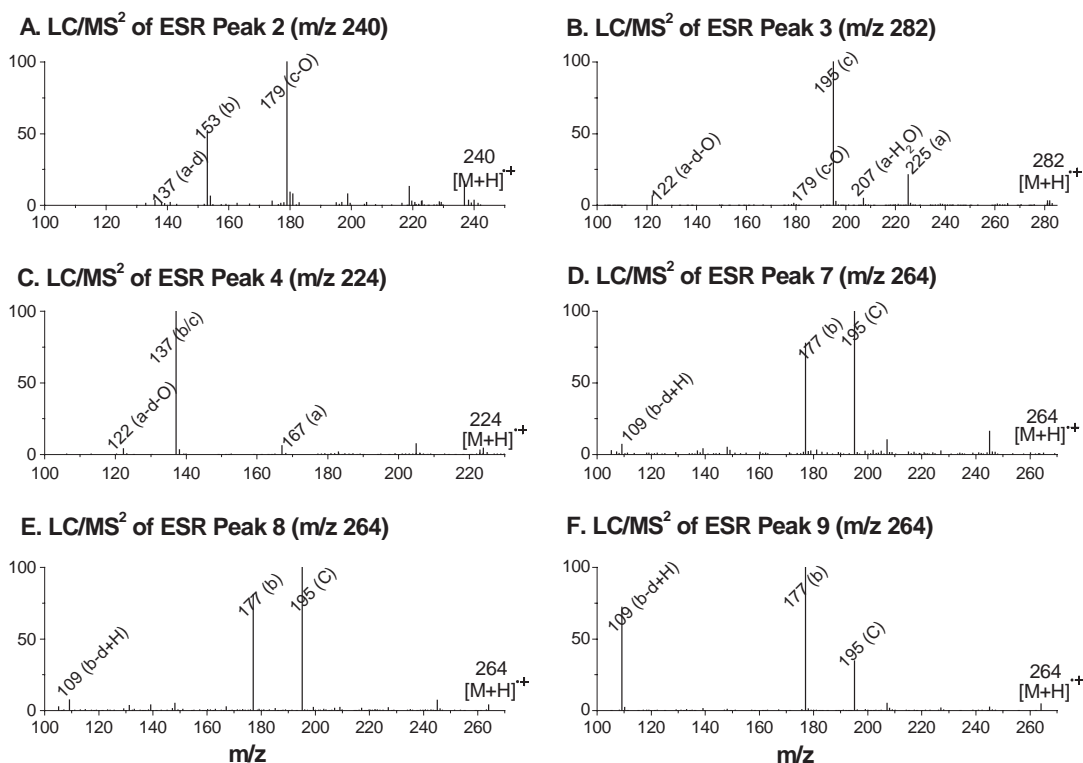 A. LC/MS2 of ESR Peak 2 (m/z 240)
100
50
0
137 (a-d)
153 (b)
179 (c-O)
240
[M+H]•+
100 120 140 160 180 200 220 240
B. LC/MS2 of ESR Peak 3 (m/z 282)
100
50
0
122 (a-d-O)
179 (c-O)
195 (c)
207 (a-H2O)
225 (a)
282
[M+H]•+
100 120 140 160 180 200 220 240 260 280
C. LC/MS2 of ESR Peak 4 (m/z 224)
100
50
0
122 (a-d-O)
137 (b/c)
167 (a)
224
[M+H]•+
100 120 140 160 180 200 220
D. LC/MS2 of ESR Peak 7 (m/z 264)
100
50
0
109 (b-d+H)
177 (b)
195 (C)
264
[M+H]•+
100 120 140 160 180 200 220 240 260
E. LC/MS2 of ESR Peak 8 (m/z 264)
100
50
0
109 (b-d+H)
177 (b)
195 (C)
264
[M+H]•+
100 120 140 160 180 200 220 240 260
m/z
F. LC/MS2 of ESR Peak 9 (m/z 264)
100
50
0
109 (b-d+H)
177 (b)
195 (C)
264
[M+H]•+
100 120 140 160 180 200 220 240 260
m/z